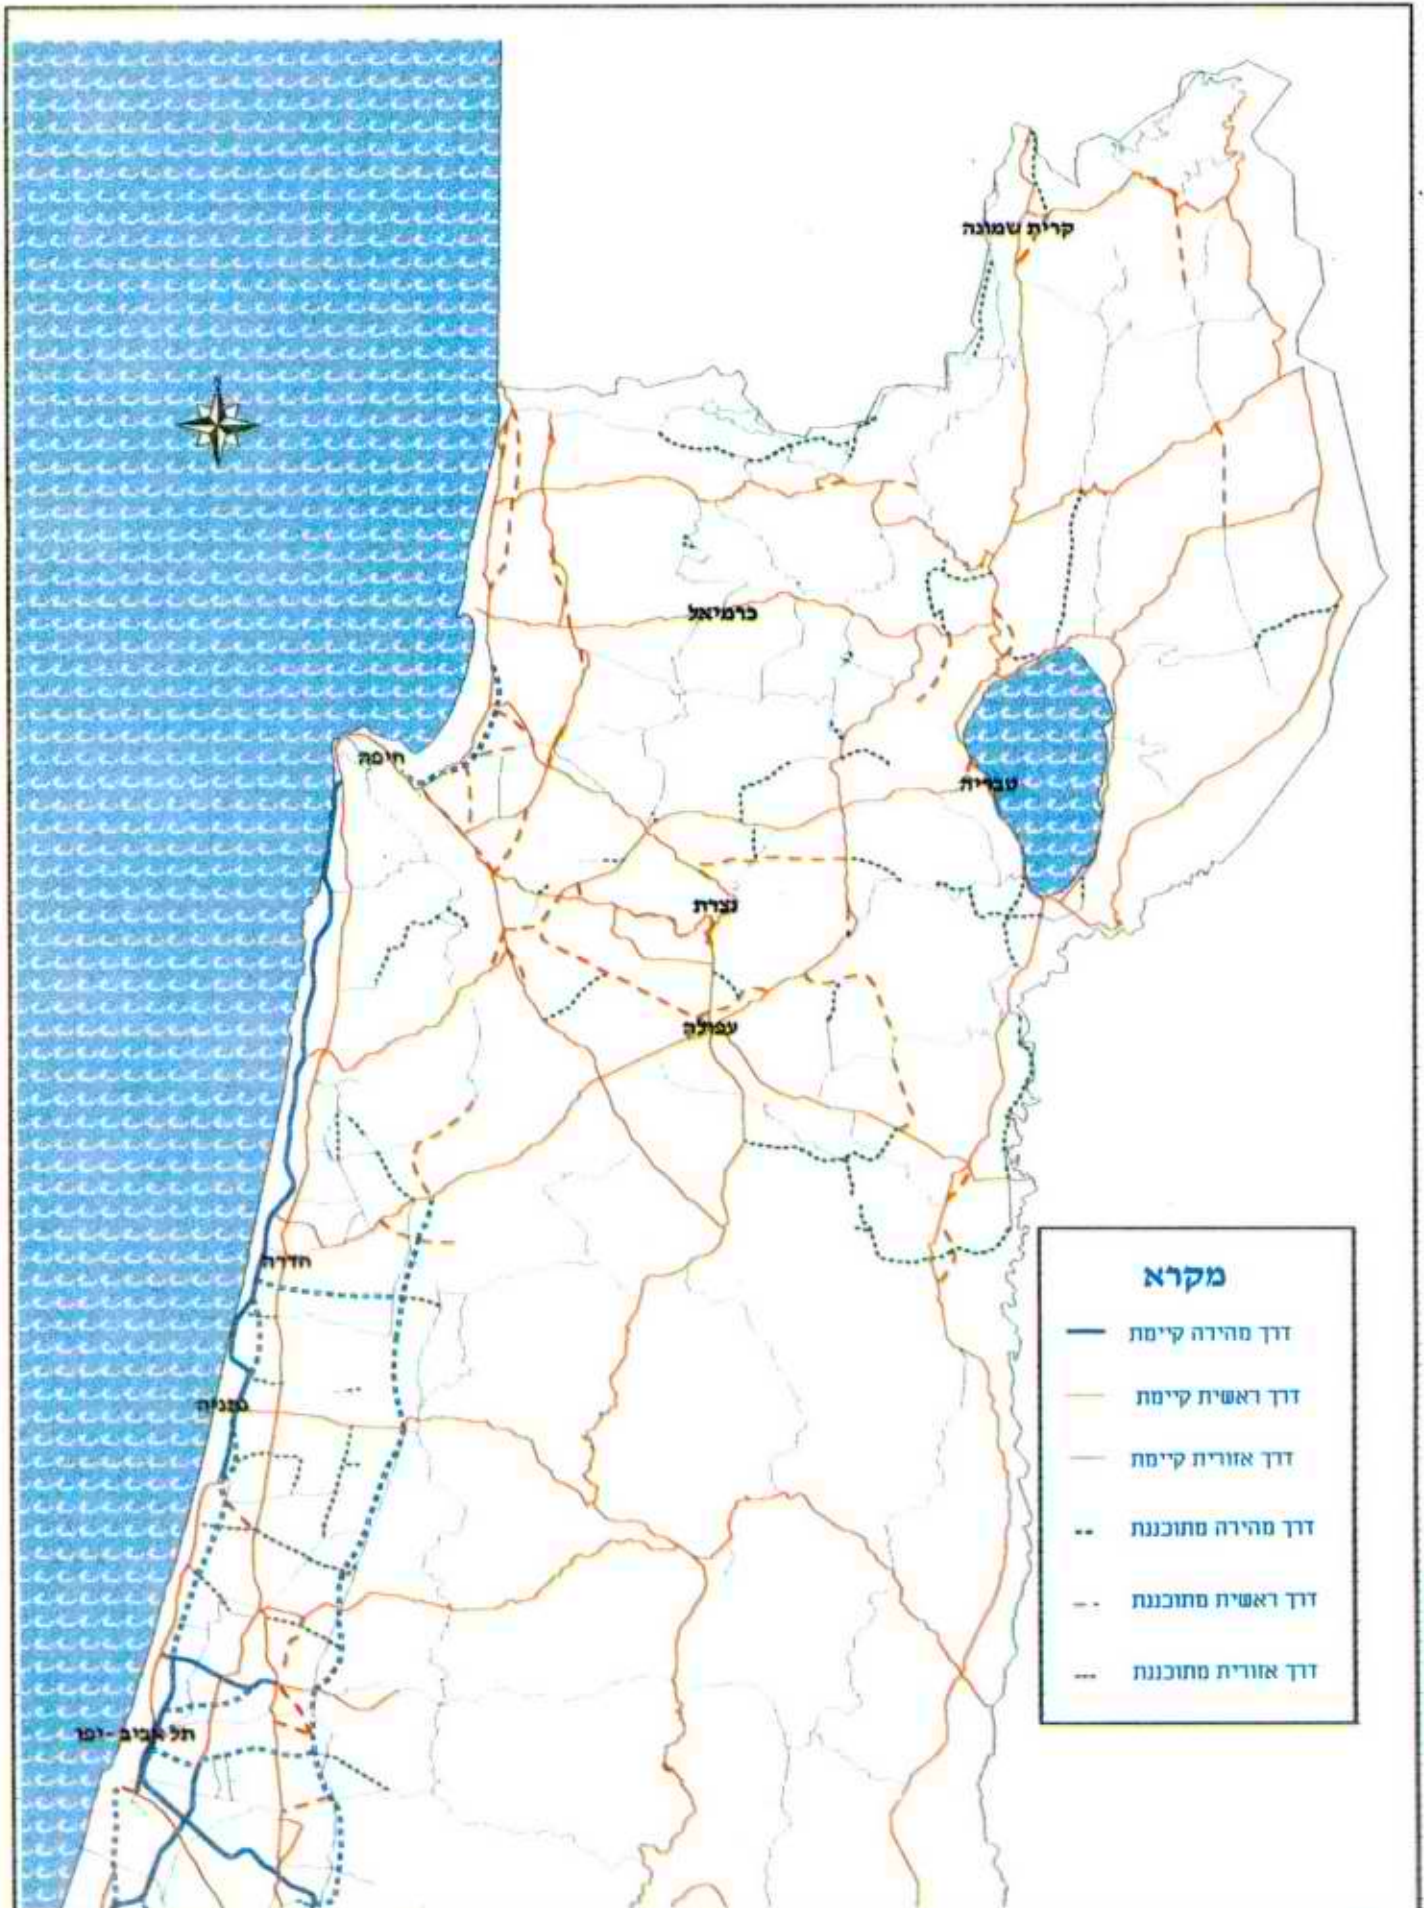 קרית שמונה
כרמיאל
חיפה
טבריה
נצרת
עפולה
חדרה
נתניה
תל אביב - יפו
מקרא
דרך מהירה קיימת
דרך ראשית קיימת
דרך אזורית קיימת
דרך מהירה מתוכננת
דרך ראשית מתוכננת
דרך אזורית מתוכננת